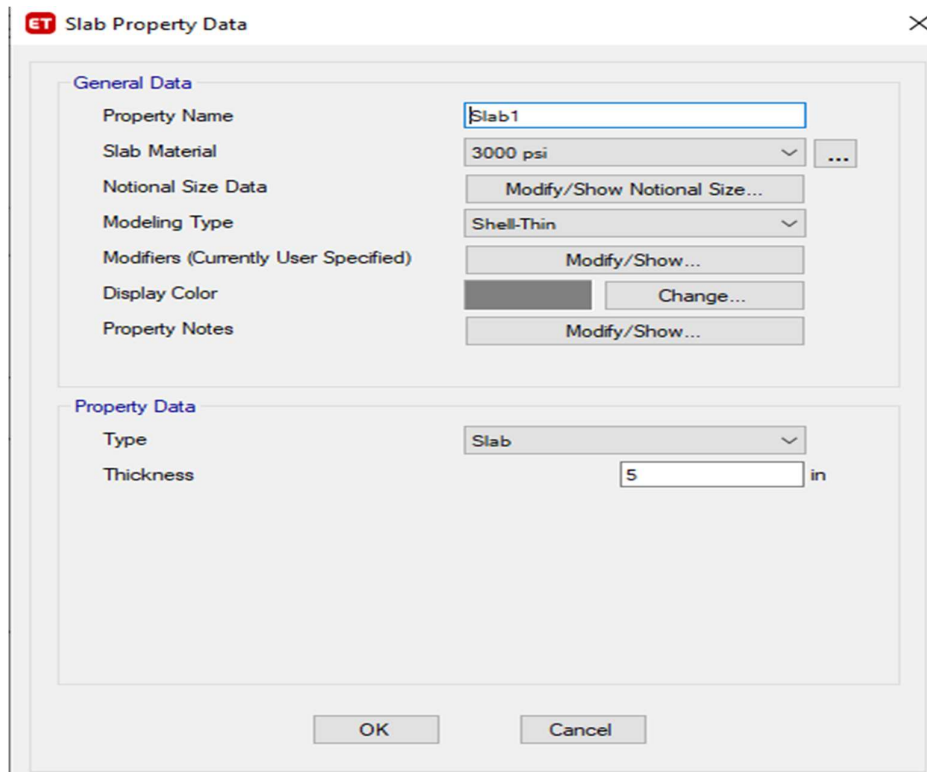 ET Slab Property Data
General Data
Property Name Slab1
Slab Material 3000 psi ...
Notional Size Data Modify/Show Notional Size...
Modeling Type Shell-Thin
Modifiers (Currently User Specified) Modify/Show...
Display Color Change...
Property Notes Modify/Show...
Property Data
Type Slab
Thickness 5 in
OK Cancel